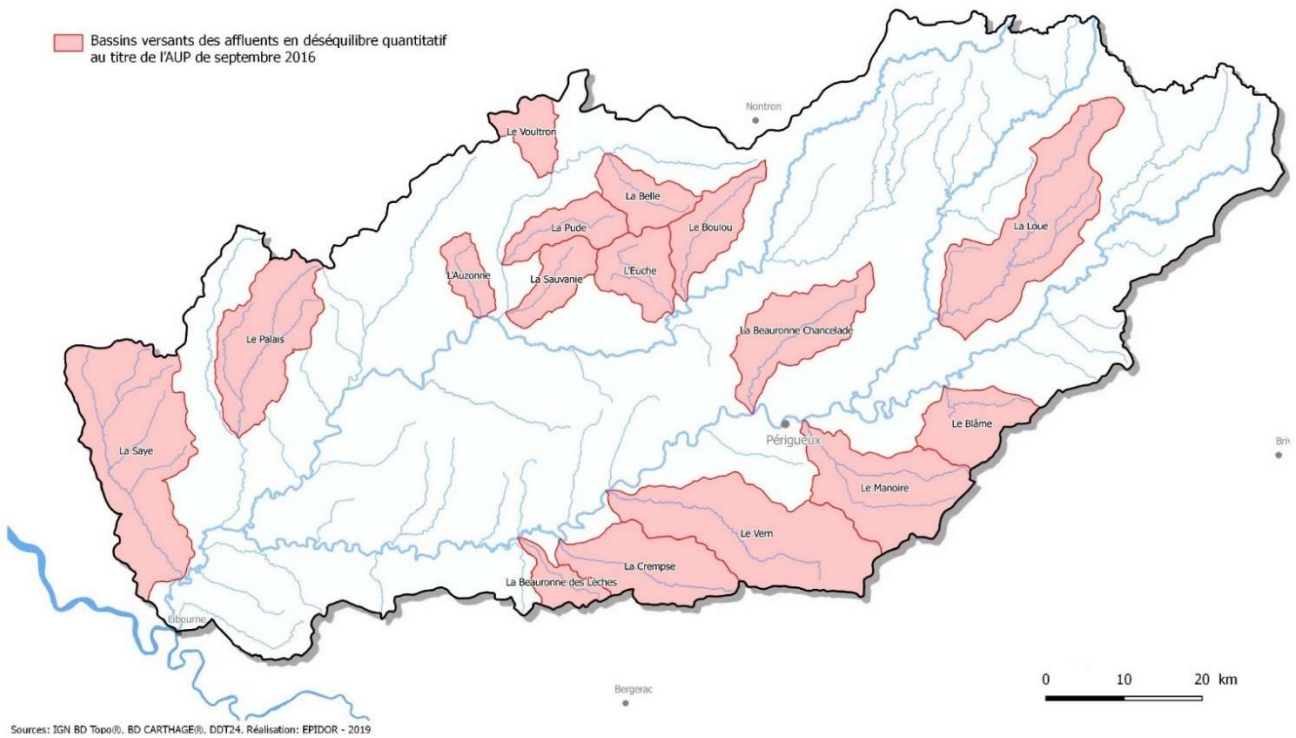 Bassins versants des affluents en déséquilibre quantitatif
au titre de l'AUP de septembre 2016
Nontron
Le Voultron
La Belle
La Pude
Le Boulou
La Loue
L'Auzonne
La Sauvanie
L'Euche
La Beauronne Chancelade
Le Palais
Le Blâme
Périgueux
La Saye
Briv
Le Manoire
Le Vern
La Crempse
La Beauronne des Lèches
Libourne
0 10 20 km
Bergerac
Sources: IGN BD Topo®, BD CARTHAGE®, DDT24. Réalisation: EPIDOR - 2019